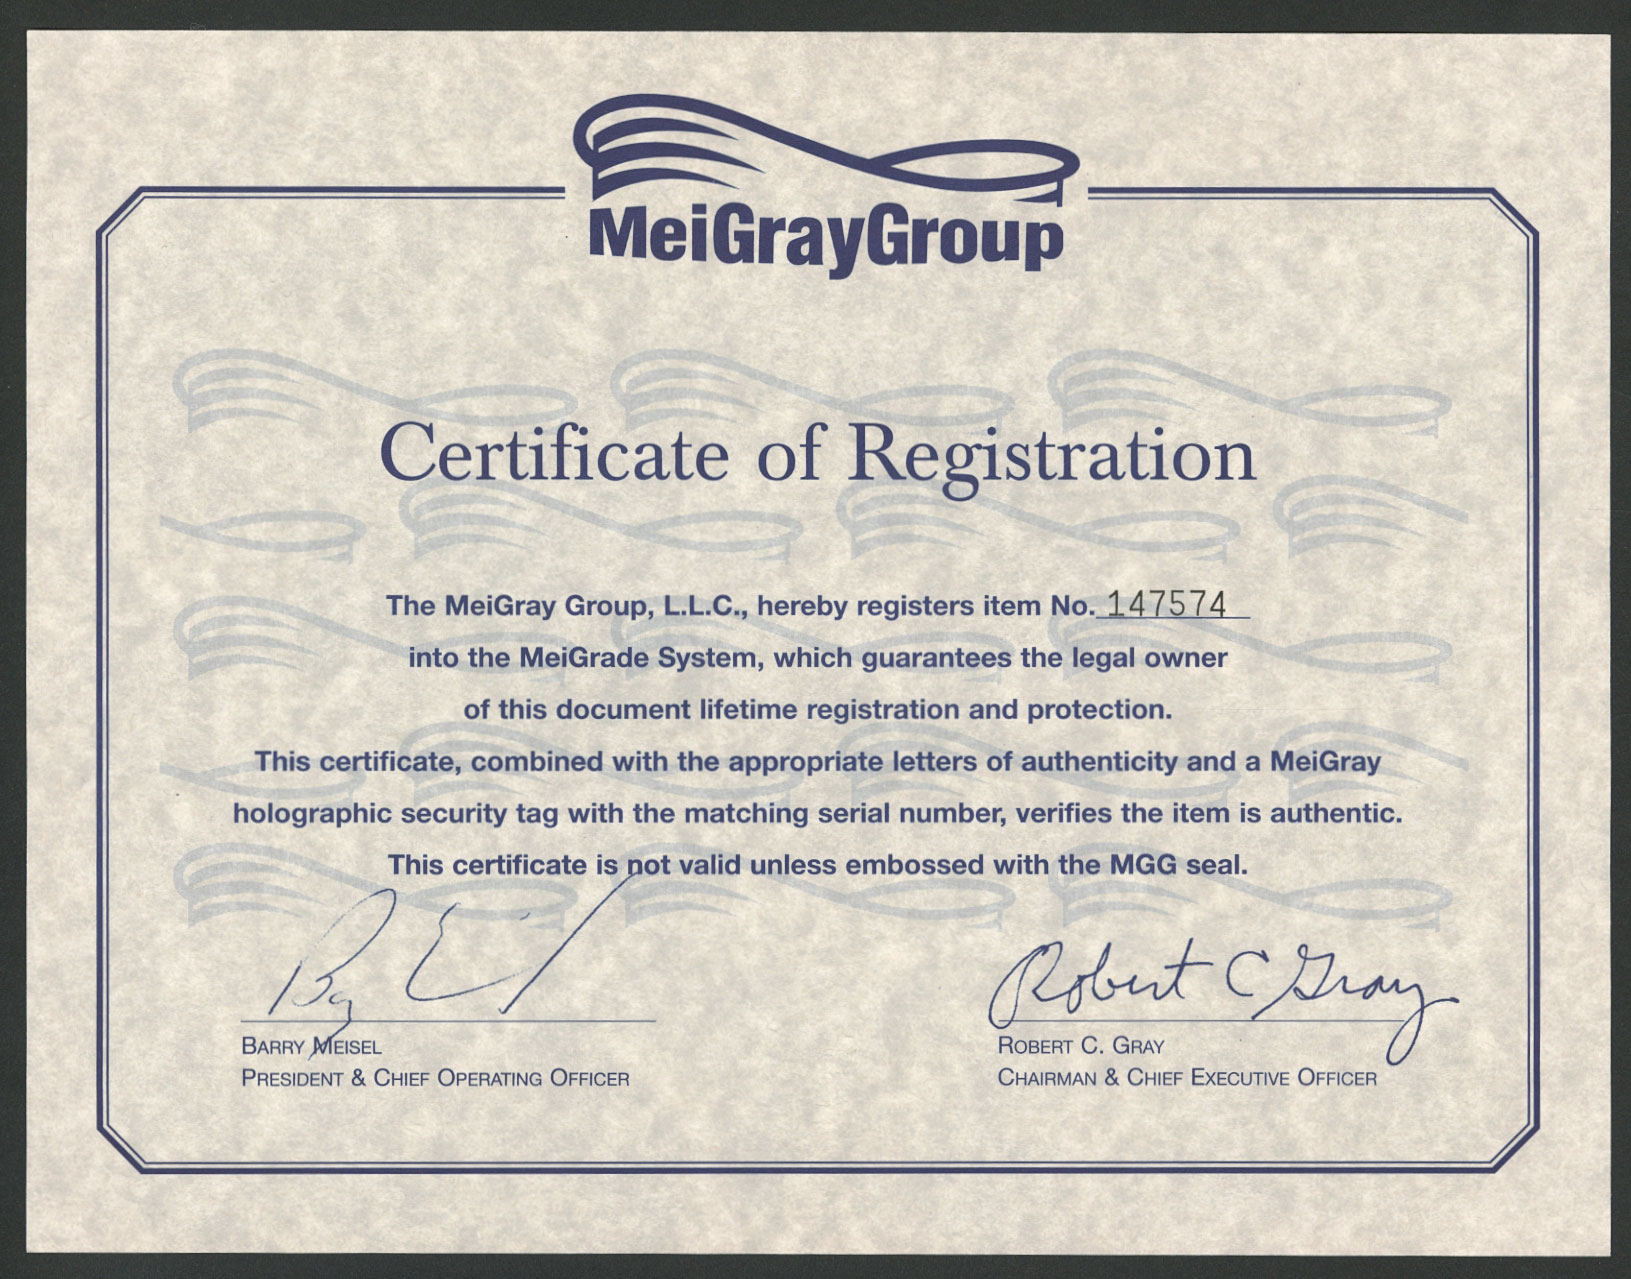 MeiGrayGroup
Certificate of Registration
The MeiGray Group, L.L.C., hereby registers item No. 147574
into the MeiGrade System, which guarantees the legal owner
of this document lifetime registration and protection.
This certificate, combined with the appropriate letters of authenticity and a MeiGray
holographic security tag with the matching serial number, verifies the item is authentic.
This certificate is not valid unless embossed with the MGG seal.
Robert C Gray
BARRY MEISEL
PRESIDENT & CHIEF OPERATING OFFICER
ROBERT C. GRAY
CHAIRMAN & CHIEF EXECUTIVE OFFICER